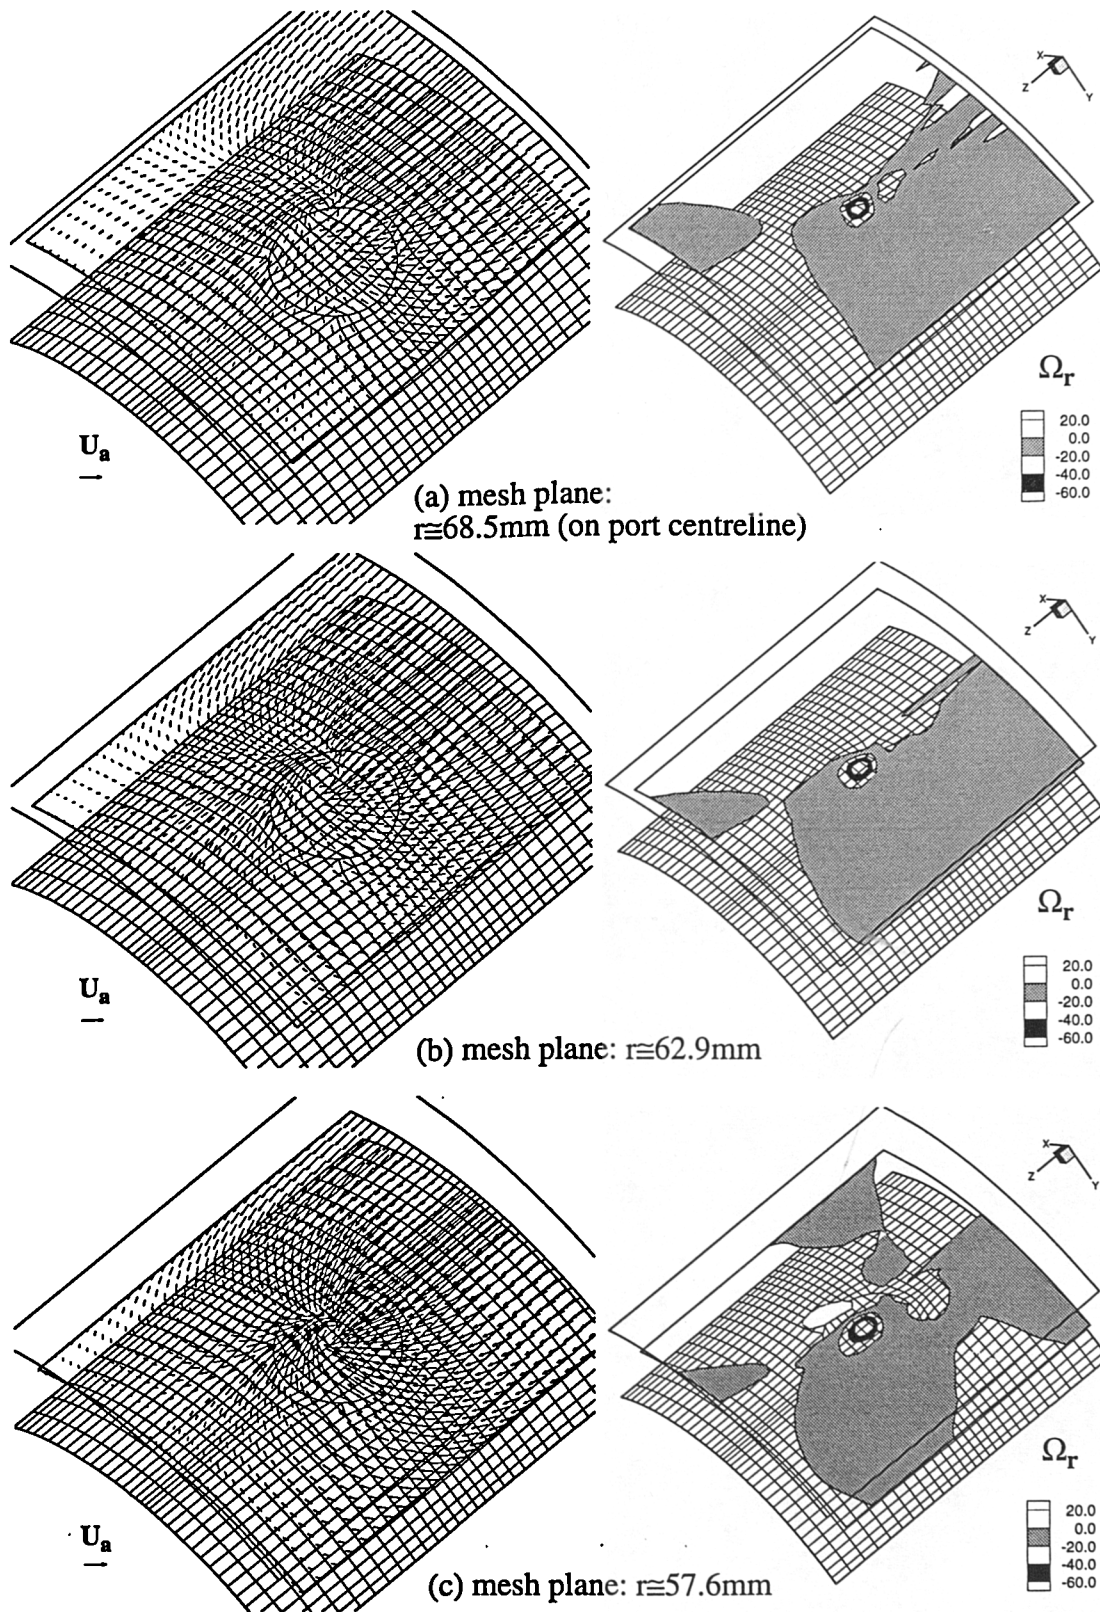 X
Z
Y
Ωr
20.0
0.0
-20.0
-40.0
-60.0
Ua
(a) mesh plane:
r≅68.5mm (on port centreline)
X
Z
Y
Ωr
20.0
0.0
-20.0
-40.0
-60.0
Ua
(b) mesh plane: r≅62.9mm
X
Z
Y
Ωr
20.0
0.0
-20.0
-40.0
-60.0
Ua
(c) mesh plane: r≅57.6mm